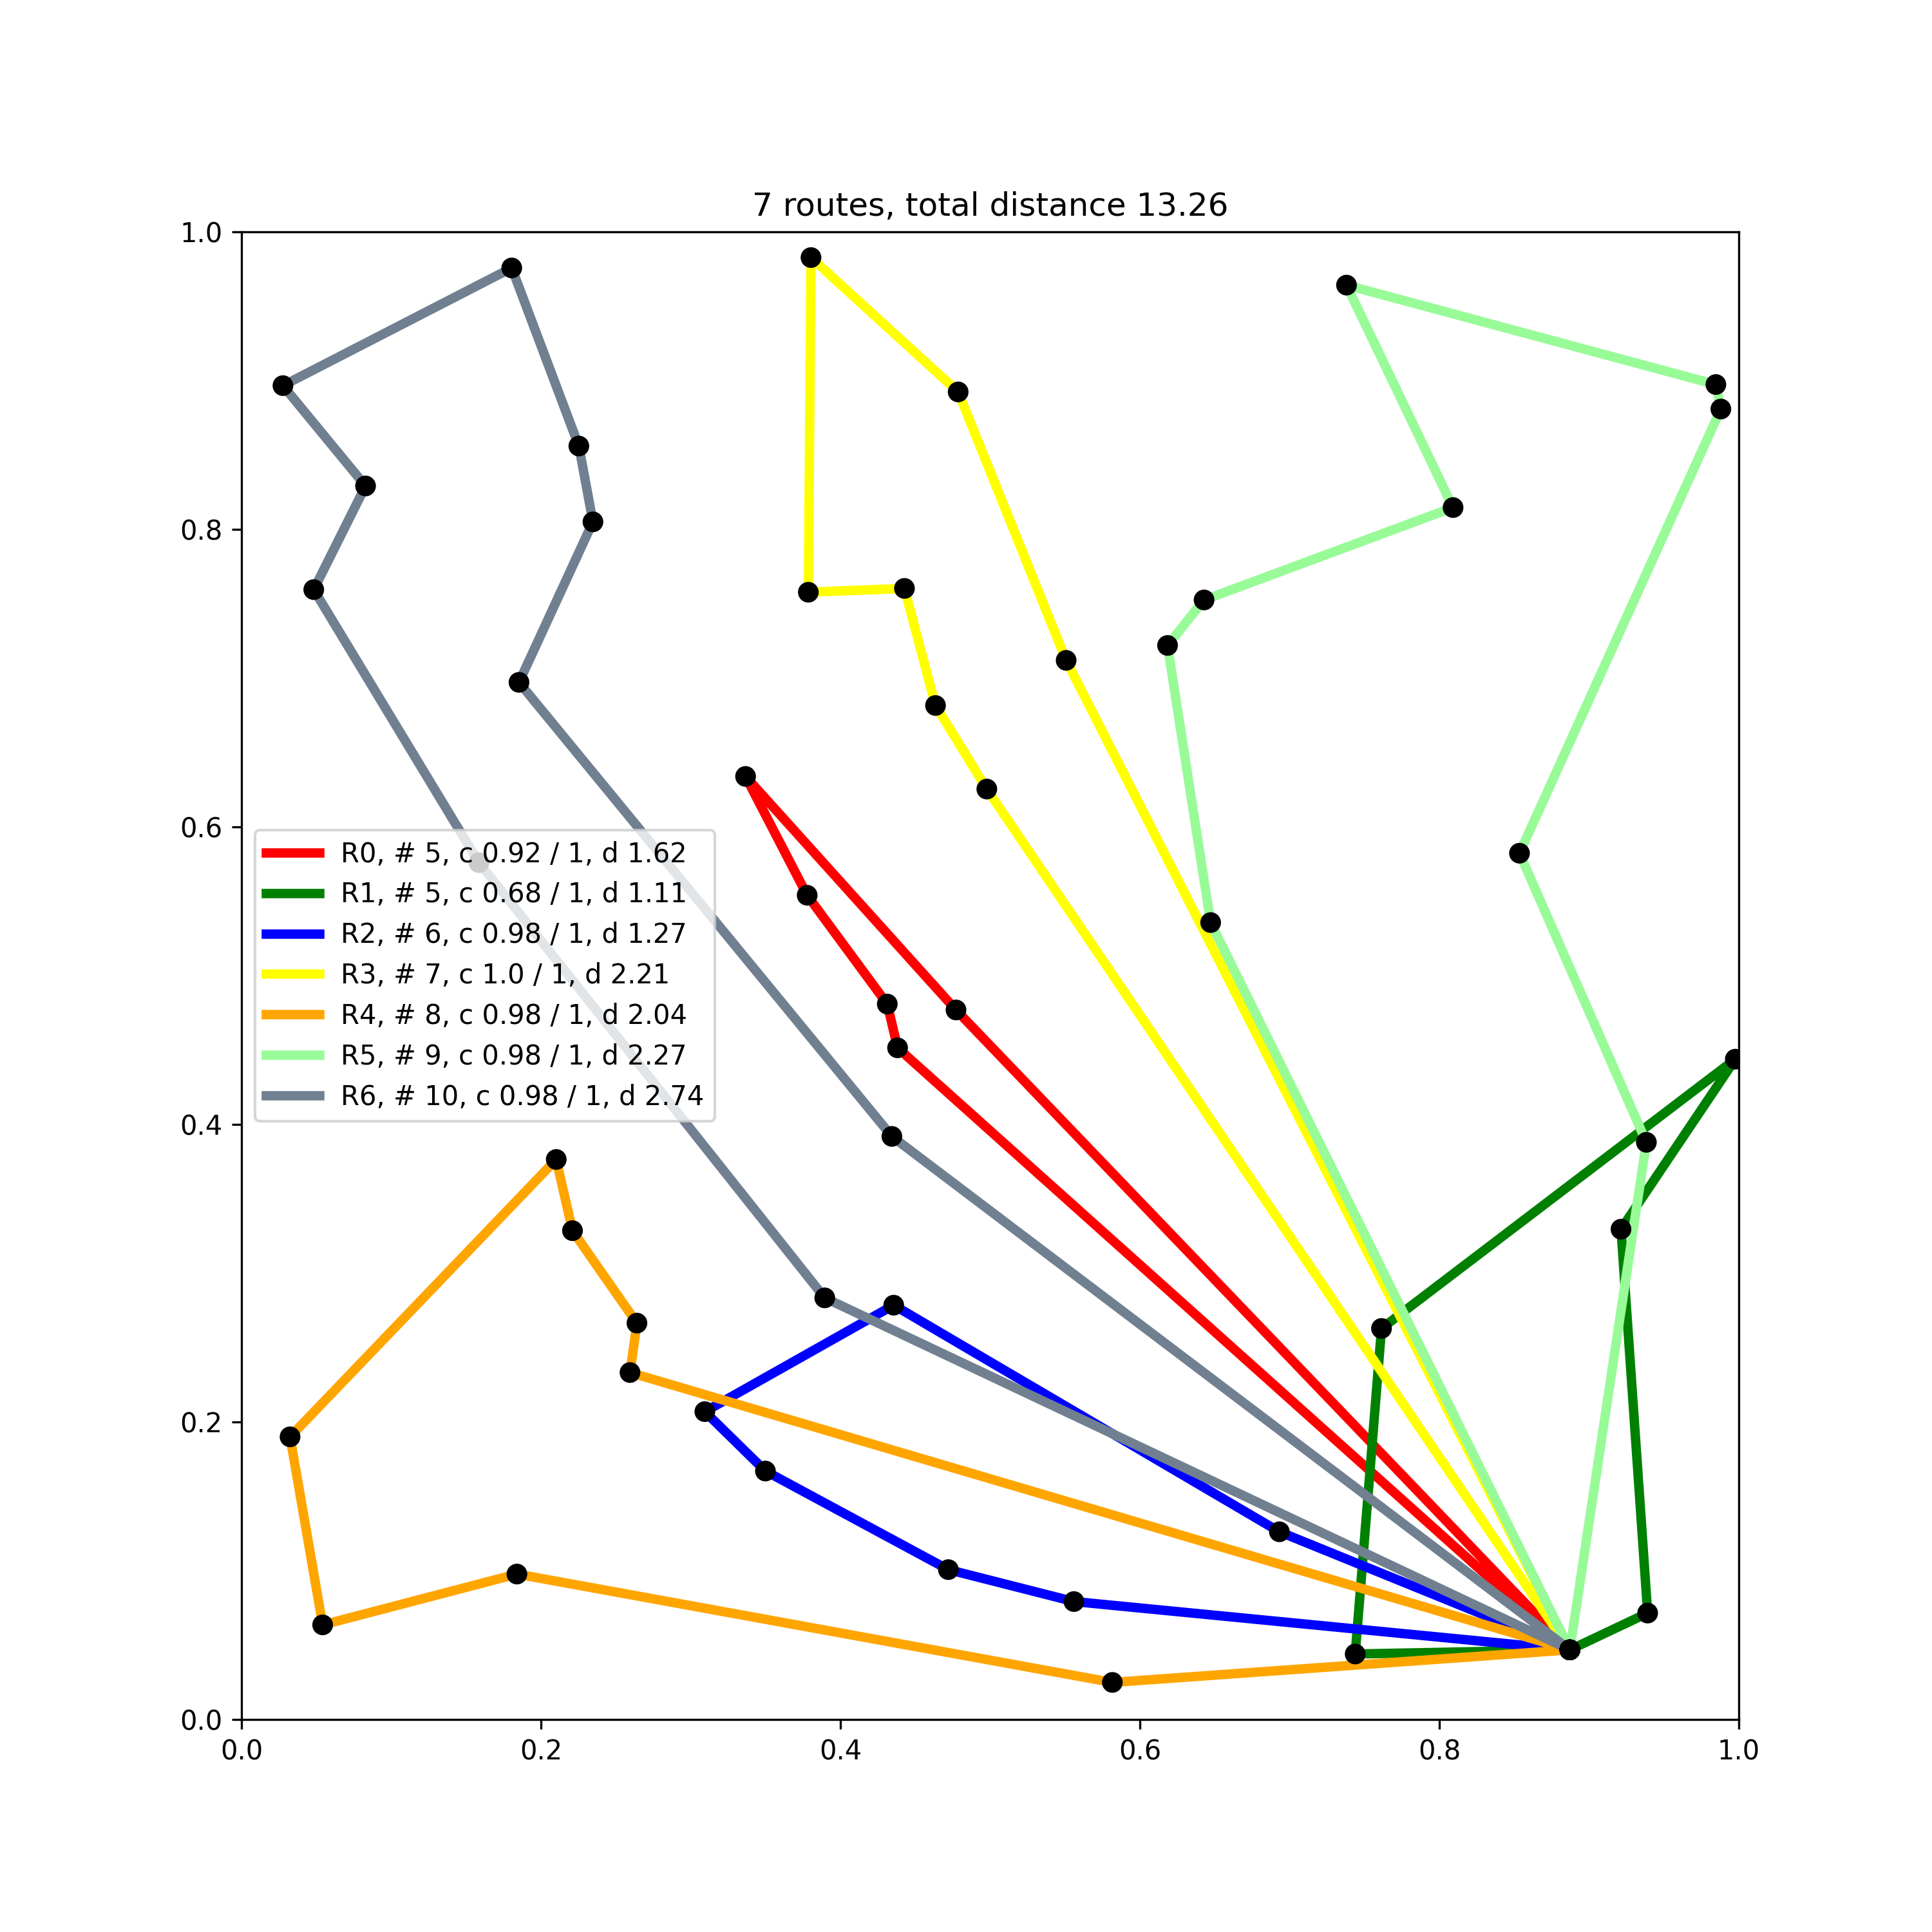 7 routes, total distance 13.26
1.0
0.8
0.6
0.4
0.2
0.0
R0, # 5, c 0.92 / 1, d 1.62
R1, # 5, c 0.68 / 1, d 1.11
R2, # 6, c 0.98 / 1, d 1.27
R3, # 7, c 1.0 / 1, d 2.21
R4, # 8, c 0.98 / 1, d 2.04
R5, # 9, c 0.98 / 1, d 2.27
R6, # 10, c 0.98 / 1, d 2.74
0.0 0.2 0.4 0.6 0.8 1.0